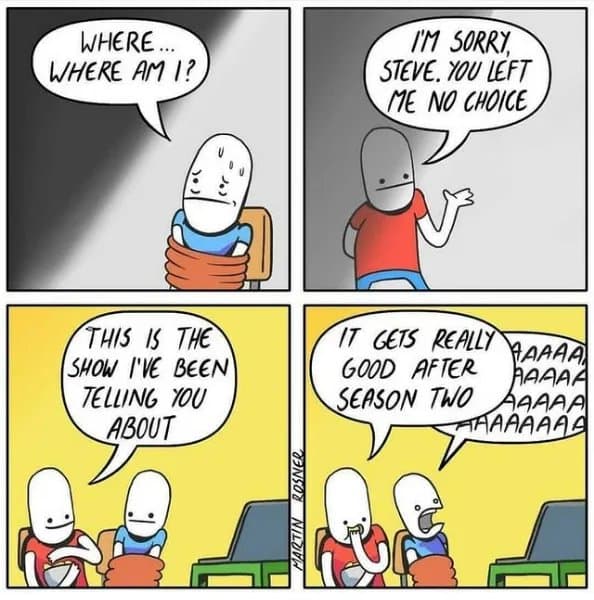 WHERE...
WHERE AM I?
I'M SORRY,
STEVE. YOU LEFT
ME NO CHOICE
THIS IS THE
SHOW I'VE BEEN
TELLING YOU
ABOUT
IT GETS REALLY
GOOD AFTER
SEASON TWO
AAAAA
AAAAA
AAAAA
AAAAAAA
MARTIN ROSNER